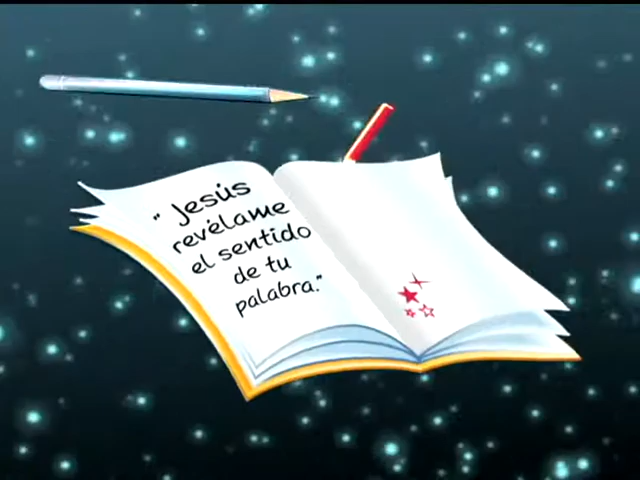 " Jesús
revélame
el sentido
de tu
palabra."